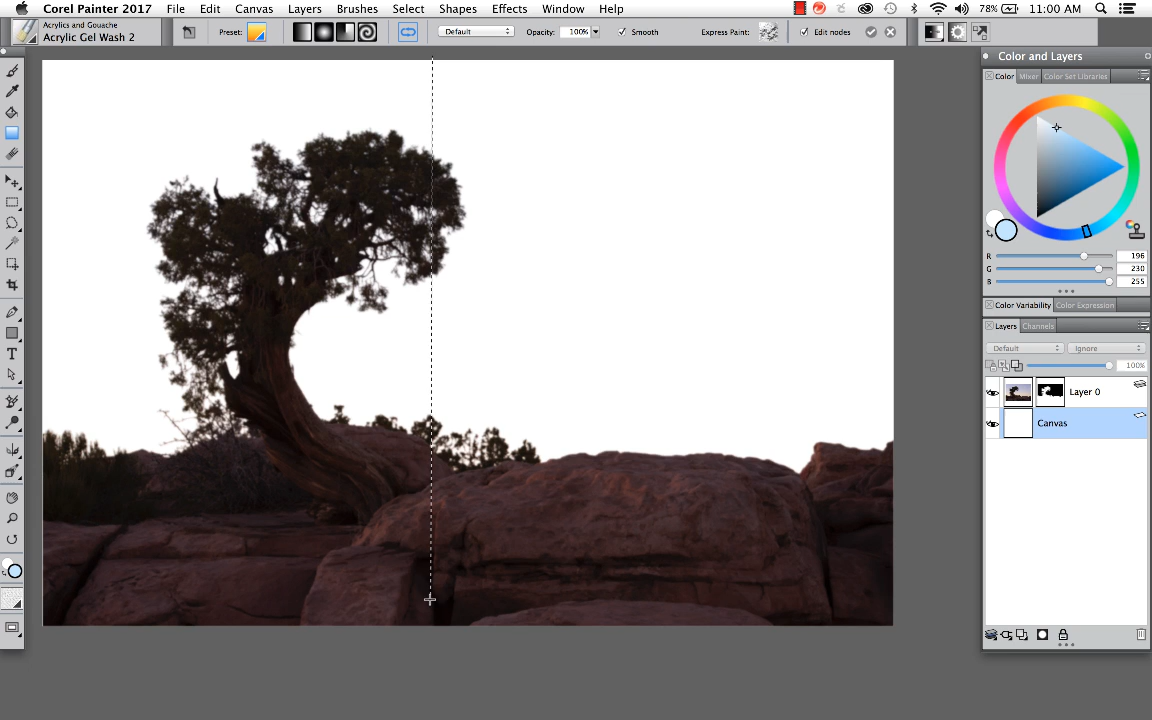 Corel Painter 2017 File Edit Canvas Layers Brushes Select Shapes Effects Window Help 78% 11:00 AM
Acrylics and Gouache
Acrylic Gel Wash 2
Preset: Default Opacity: 100% Smooth Express Paint: Edit nodes
Color and Layers
Color Mixer Color Set Libraries
R 196
G 230
B 255
Color Variability Color Expression
Layers Channels
Default Ignore
100%
Layer 0
Canvas
T